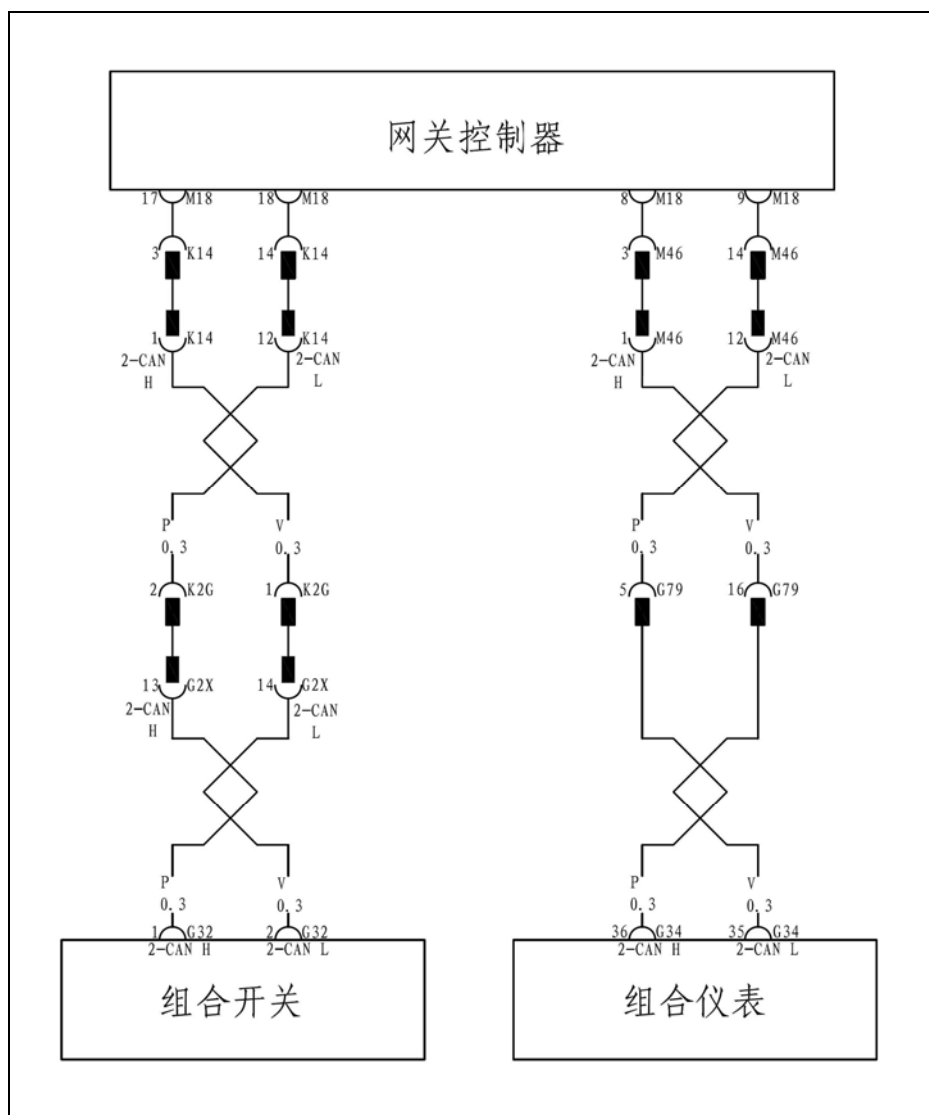 网关控制器
17 M18 18 M18 8 M18 9 M18
3 K14 14 K14 3 M46 14 M46
1 K14 12 K14 1 M46 12 M46
2-CAN 2-CAN 2-CAN 2-CAN
H L H L
P V P V
0.3 0.3 0.3 0.3
2 K2G 1 K2G 5 G79 16 G79
13 G2X 14 G2X
2-CAN 2-CAN
H L
P V P V
0.3 0.3 0.3 0.3
1 G32 2 G32 36 G34 35 G34
2-CAN H 2-CAN L 2-CAN H 2-CAN L
组合开关 组合仪表